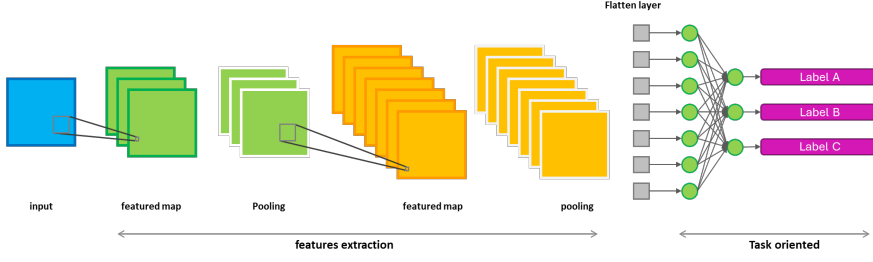 Flatten layer
Label A
Label B
Label C
input
featured map
Pooling
featured map
pooling
features extraction
Task oriented